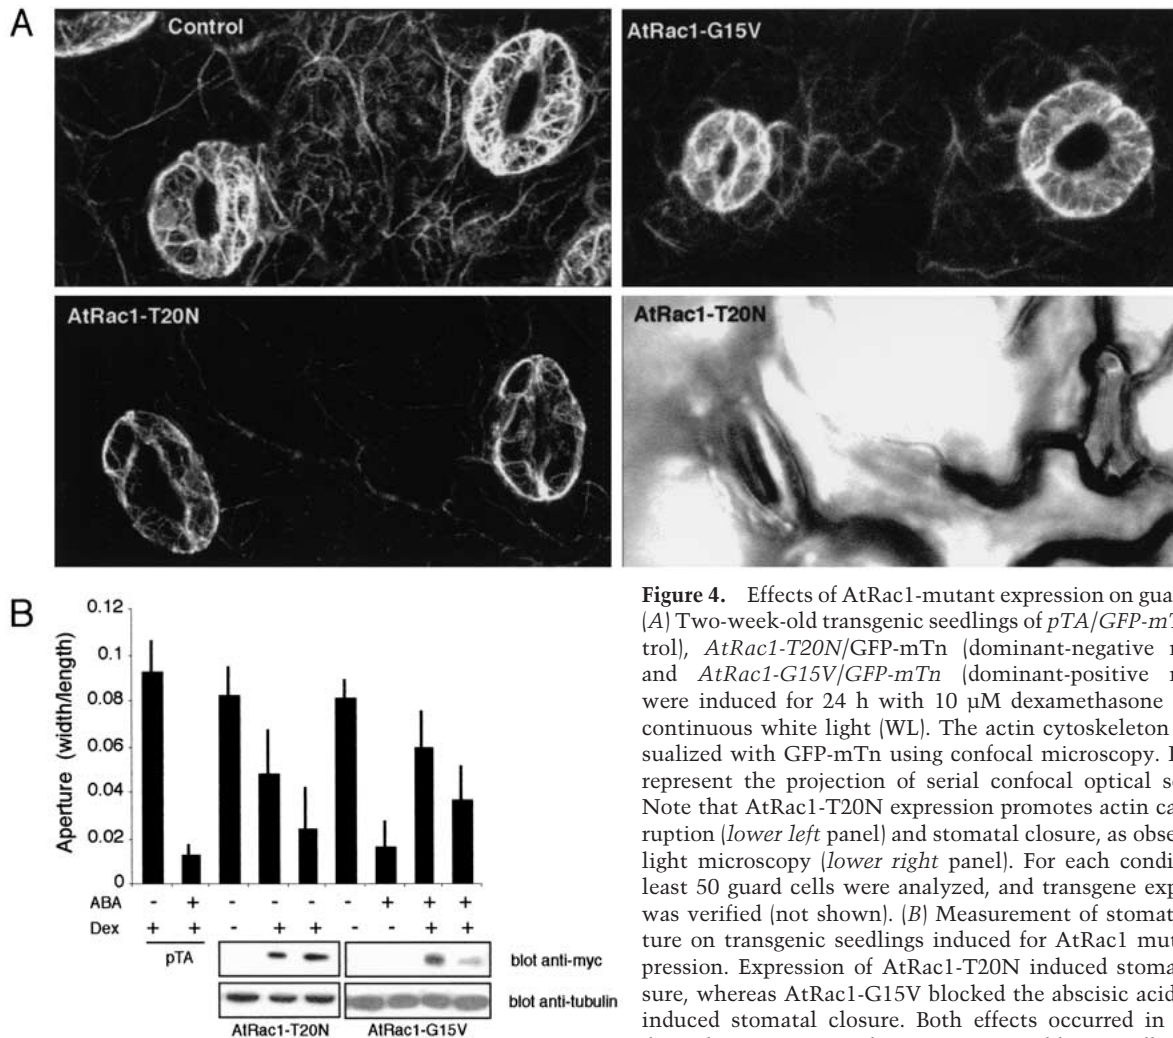 A
Control
AtRac1-G15V
AtRac1-T20N
AtRac1-T20N
B
Aperture (width/length)
0.12
0.1
0.08
0.06
0.04
0.02
0
ABA - + - - - - + + +
Dex + + - + + - - + +
pTA
blot anti-myc
blot anti-tubulin
AtRac1-T20N AtRac1-G15V
Figure 4. Effects of AtRac1-mutant expression on
(A) Two-week-old transgenic seedlings of pTA/GFP-
trol), AtRac1-T20N/GFP-mTn (dominant-negative
and AtRac1-G15V/GFP-mTn (dominant-positive
were induced for 24 h with 10 µM dexamethasone
continuous white light (WL). The actin cytoskeleton
sualized with GFP-mTn using confocal microscopy.
represent the projection of serial confocal optical
Note that AtRac1-T20N expression promotes actin
ruption (lower left panel) and stomatal closure, as
light microscopy (lower right panel). For each
least 50 guard cells were analyzed, and transgene
was verified (not shown). (B) Measurement of
ture on transgenic seedlings induced for AtRac1
pression. Expression of AtRac1-T20N induced
sure, whereas AtRac1-G15V blocked the abscisic acid
induced stomatal closure. Both effects occurred in